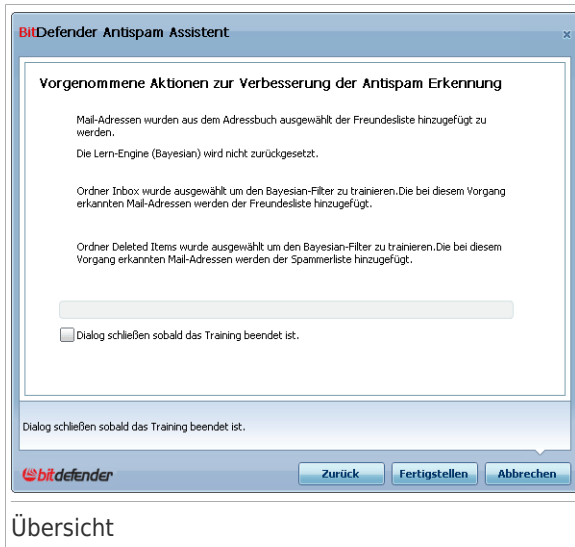 BitDefender Antispam Assistent
x
Vorgenommene Aktionen zur Verbesserung der Antispam Erkennung
Mail-Adressen wurden aus dem Adressbuch ausgewählt der Freundesliste hinzugefügt zu
werden.
Die Lern-Engine (Bayesian) wird nicht zurückgesetzt.
Ordner Inbox wurde ausgewählt um den Bayesian-Filter zu trainieren.Die bei diesem Vorgang
erkannten Mail-Adressen werden der Freundesliste hinzugefügt.
Ordner Deleted Items wurde ausgewählt um den Bayesian-Filter zu trainieren.Die bei diesem
Vorgang erkannten Mail-Adressen werden der Spammerliste hinzugefügt.
Dialog schließen sobald das Training beendet ist.
Dialog schließen sobald das Training beendet ist.
bitdefender Zurück Fertigstellen Abbrechen
Übersicht